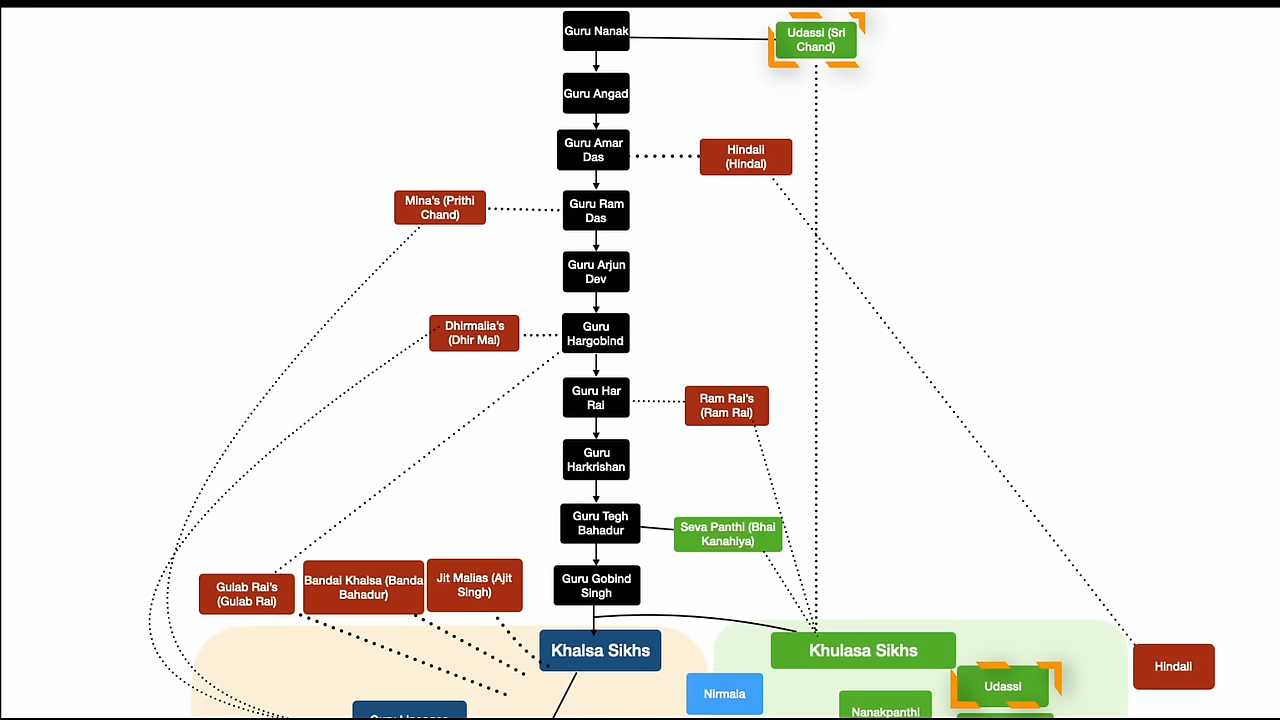 Guru Nanak
Udassi (Sri
Chand)
Guru Angad
Guru Amar
Das
Hindali
(Hindal)
Mina's (Prithi
Chand)
Guru Ram
Das
Guru Arjun
Dev
Dhirmalia's
(Dhir Mal)
Guru
Hargobind
Guru Har
Rai
Ram Rai's
(Ram Rai)
Guru
Harkrishan
Guru Tegh
Bahadur
Seva Panthi (Bhai
Kanahiya)
Gulab Rai's
(Gulab Rai)
Bandai Khalsa (Banda
Bahadur)
Jit Malias (Ajit
Singh)
Guru Gobind
Singh
Khalsa Sikhs
Khulasa Sikhs
Hindali
Nirmala
Udassi
Nanakpanthi
Guru Lineages